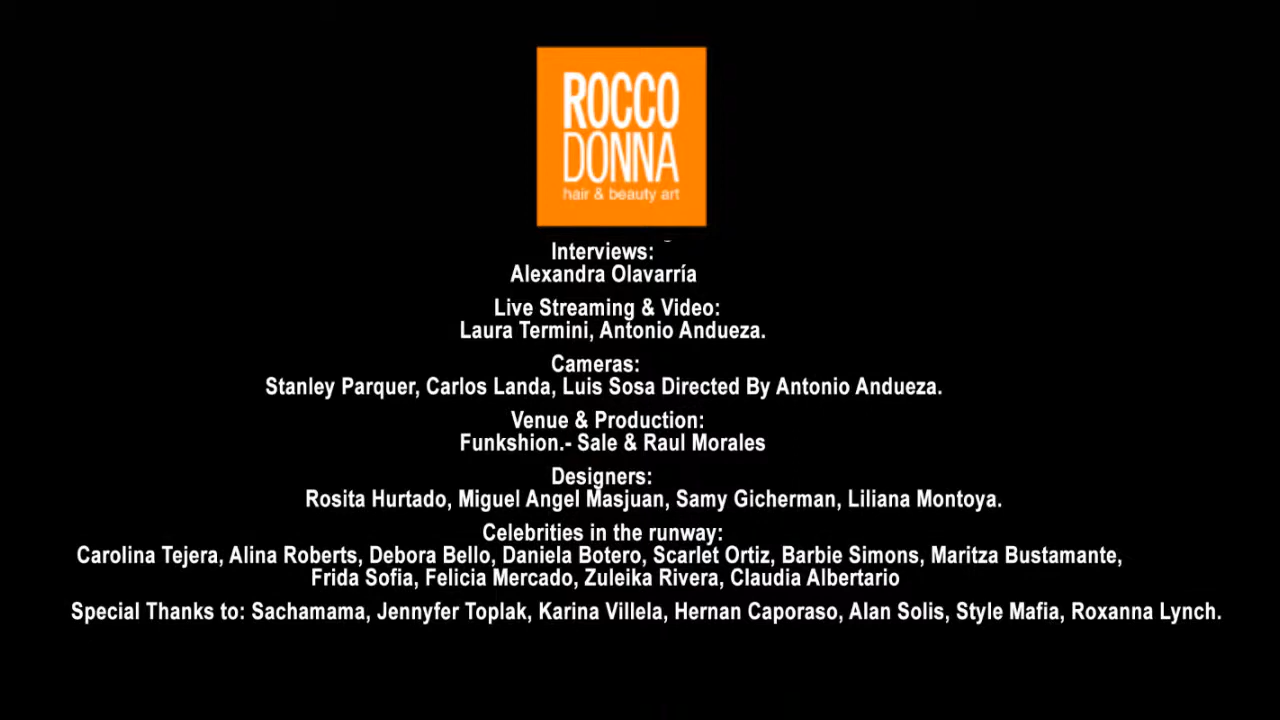 ROCCO
DONNA
hair & beauty art
Interviews:
Alexandra Olavarría
Live Streaming & Video:
Laura Termini, Antonio Andueza.
Cameras:
Stanley Parquer, Carlos Landa, Luis Sosa Directed By Antonio Andueza.
Venue & Production:
Funkshion.- Sale & Raul Morales
Designers:
Rosita Hurtado, Miguel Angel Masjuan, Samy Gicherman, Liliana Montoya.
Celebrities in the runway:
Carolina Tejera, Alina Roberts, Debora Bello, Daniela Botero, Scarlet Ortiz, Barbie Simons, Maritza Bustamante,
Frida Sofia, Felicia Mercado, Zuleika Rivera, Claudia Albertario
Special Thanks to: Sachamama, Jennyfer Toplak, Karina Villela, Hernan Caporaso, Alan Solis, Style Mafia, Roxanna Lynch.